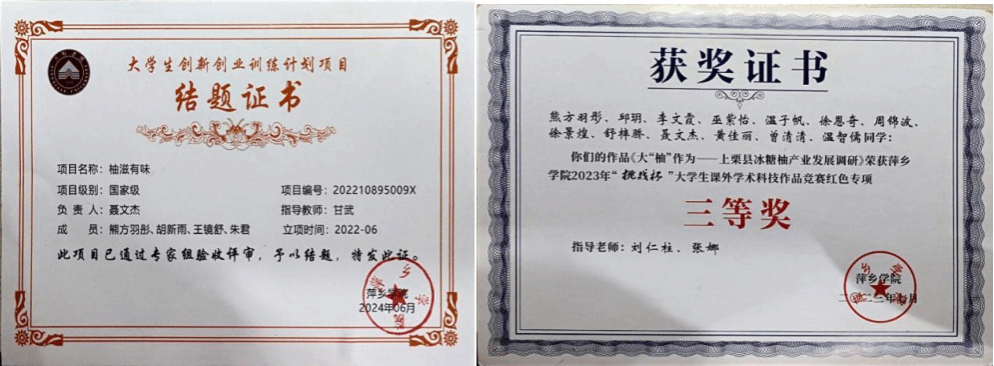 大学生创新创业训练计划项目
结题证书
项目名称：柚滋有味
项目级别：国家级 项目编号：202210895009X
负 责 人：聂文杰 指导教师：甘武
成 员：熊方羽彤、胡新雨、王镜舒、朱君 立项时间：2022-06
此项目已通过专家组验收评审，予以结题，特发此证。
萍乡学院
2024年06月
获奖证书
熊方羽彤、邱玥、李文霞、巫紫怡、温子帆、徐恩奇、周锦波、
徐景煌、舒梓骅、聂文杰、黄佳丽、曾清清、温智儒同学：
你们的作品《大“柚”作为——上栗县冰糖柚产业发展调研》荣获萍乡
学院2023年“挑战杯”大学生课外学术科技作品竞赛红色专项
三等奖
指导老师：刘仁柱、张娜
萍乡学院